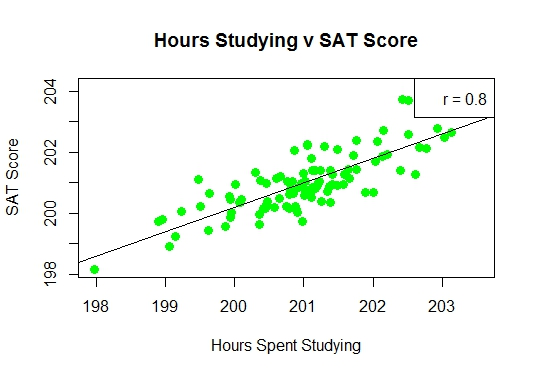 Hours Studying v SAT Score
r = 0.8
SAT Score
204
202
200
198
198 199 200 201 202 203
Hours Spent Studying